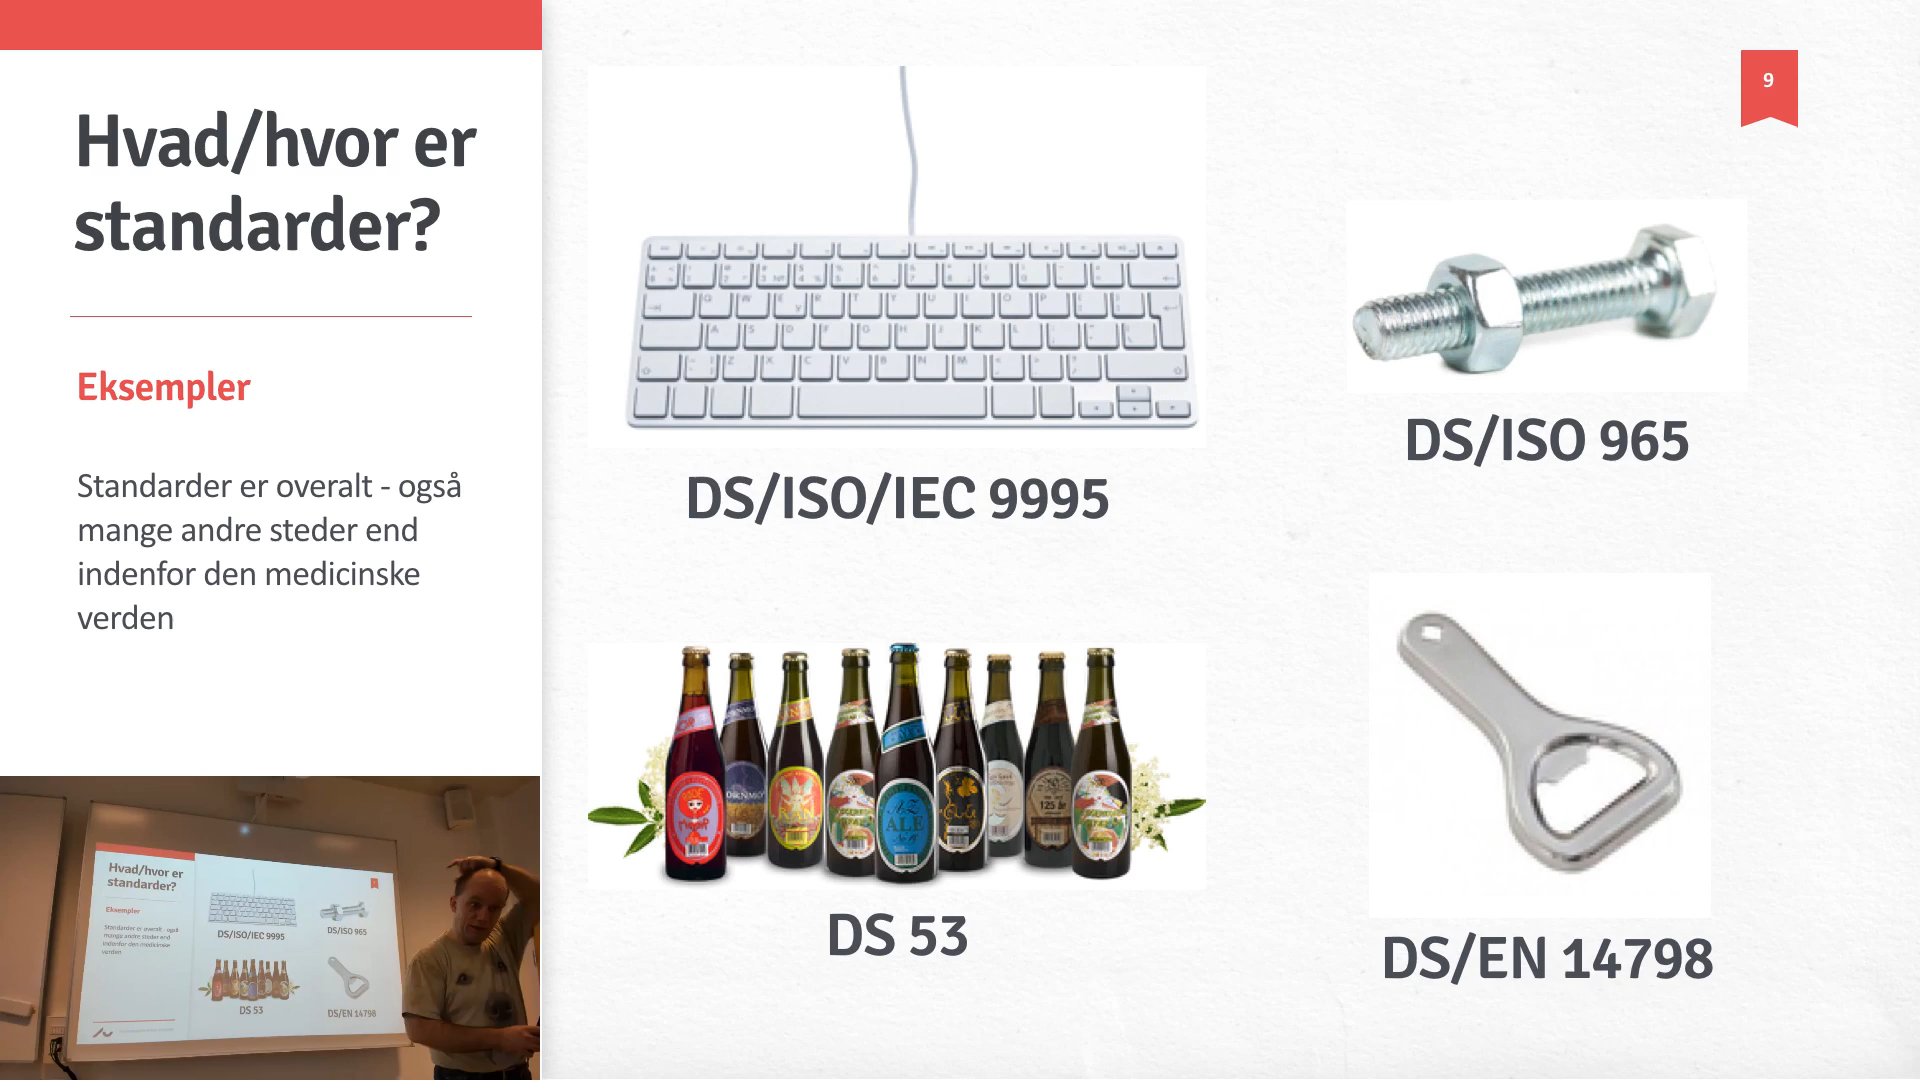 Hvad/hvor er
standarder?
Eksempler
Standarder er overalt - også
mange andre steder end
indenfor den medicinske
verden
9
DS/ISO/IEC 9995
DS/ISO 965
125 år
A-Z
ALE
DS 53
DS/EN 14798
Hvad/hvor er
standarder?
Eksempler
Standarder er overalt - også
mange andre steder end
indenfor den medicinske
verden
DS/ISO/IEC 9995
DS/ISO 965
DS 53
DS/EN 14798